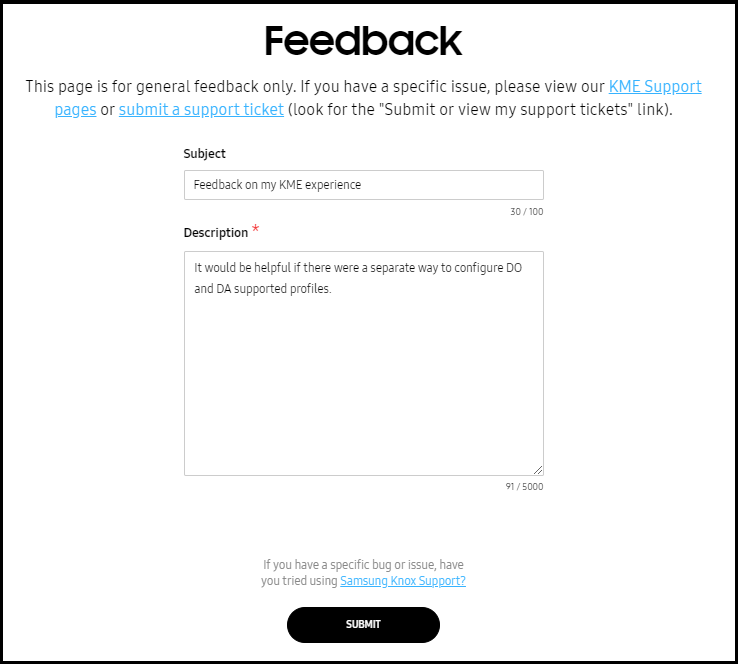 Feedback
This page is for general feedback only. If you have a specific issue, please view our KME Support
pages or submit a support ticket (look for the "Submit or view my support tickets" link).
Subject
Feedback on my KME experience
30 / 100
Description *
It would be helpful if there were a separate way to configure DO
and DA supported profiles.
91 / 5000
If you have a specific bug or issue, have
you tried using Samsung Knox Support?
SUBMIT